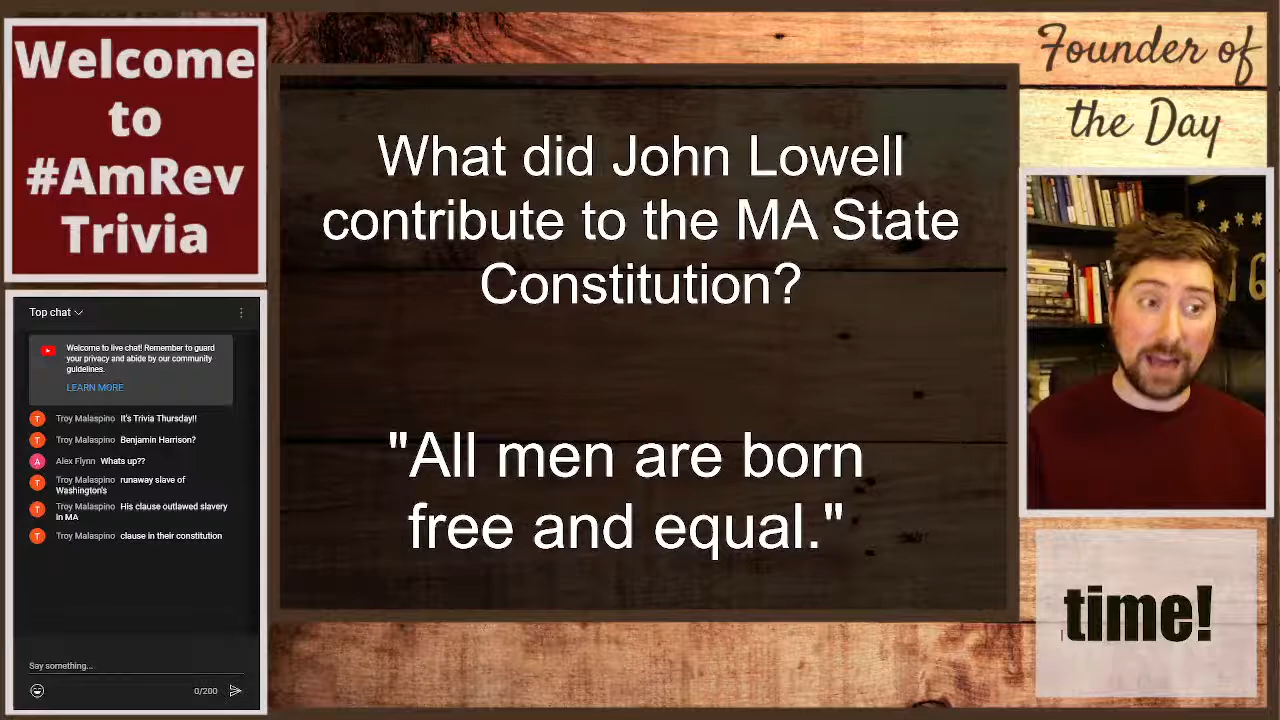 Welcome
to
#AmRev
Trivia
Founder of
the Day
What did John Lowell
contribute to the MA State
Constitution?
"All men are born
free and equal."
Top chat
Welcome to live chat! Remember to guard
your privacy and abide by our community
guidelines.
LEARN MORE
T Troy Malaspino It's Trivia Thursday!!
T Troy Malaspino Benjamin Harrison?
A Alex Flynn Whats up??
T Troy Malaspino runaway slave of
Washington's
T Troy Malaspino His clause outlawed slavery
in MA
T Troy Malaspino clause in their constitution
Say something...
0/200
time!